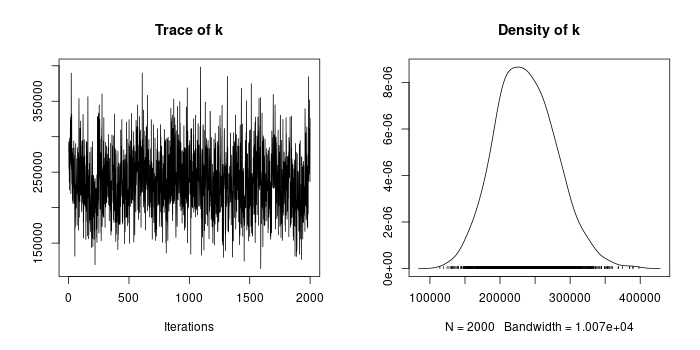 Trace of k
150000
250000
350000
0
500
1000
1500
2000
Iterations
Density of k
0e+00
2e-06
4e-06
6e-06
8e-06
100000
200000
300000
400000
N = 2000 Bandwidth = 1.007e+04